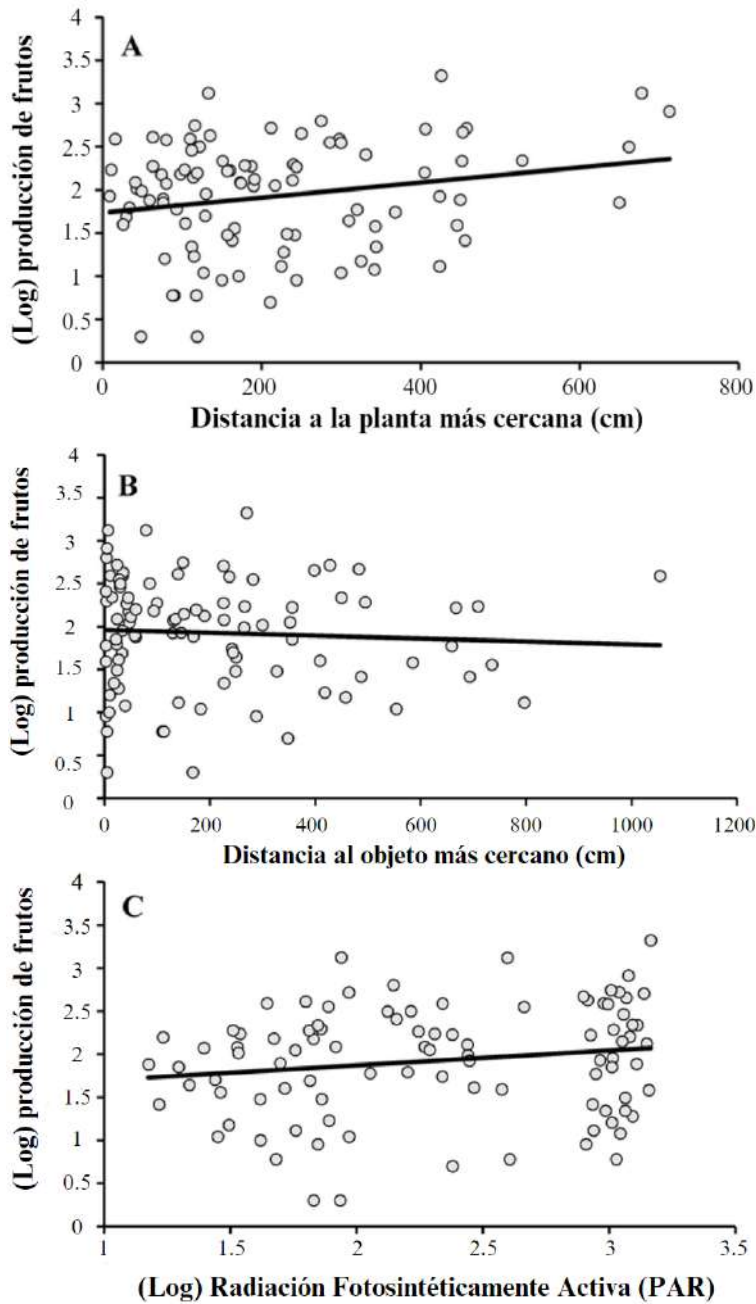 A
(Log) producción de frutos
4
3.5
3
2.5
2
1.5
1
0.5
0
0 200 400 600 800
Distancia a la planta más cercana (cm)
B
(Log) producción de frutos
4
3.5
3
2.5
2
1.5
1
0.5
0
0 200 400 600 800 1000 1200
Distancia al objeto más cercano (cm)
C
(Log) producción de frutos
4
3.5
3
2.5
2
1.5
1
0.5
0
1 1.5 2 2.5 3 3.5
(Log) Radiación Fotosintéticamente Activa (PAR)